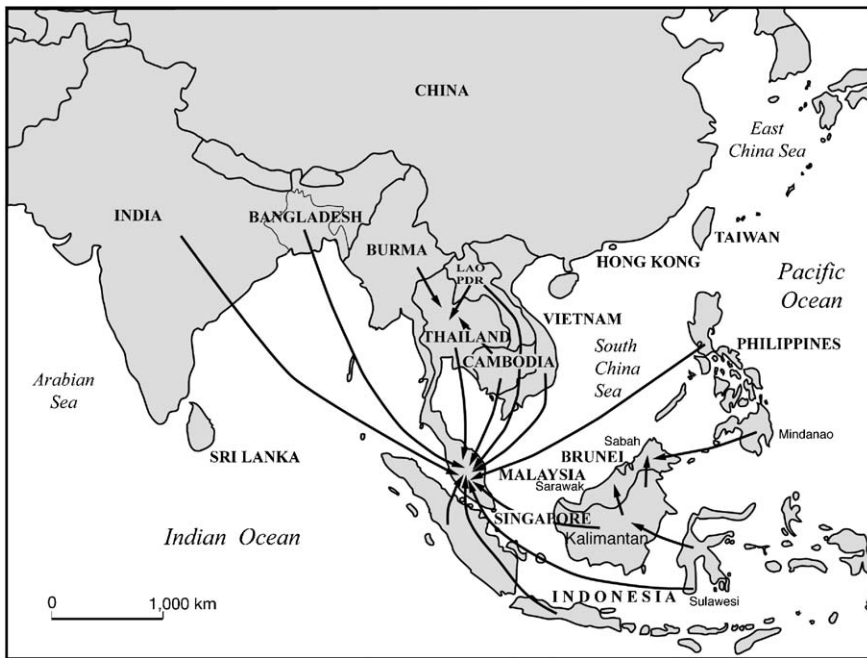 CHINA
East
China Sea
INDIA
BANGLADESH
BURMA
TAIWAN
LAO
PDR
HONG KONG
Pacific
Ocean
VIETNAM
THAILAND
South
China
Sea
PHILIPPINES
CAMBODIA
Arabian
Sea
Mindanao
Sabah
SRI LANKA
BRUNEI
MALAYSIA
Sarawak
SINGAPORE
Indian Ocean
Kalimantan
INDONESIA
Sulawesi
0 1,000 km